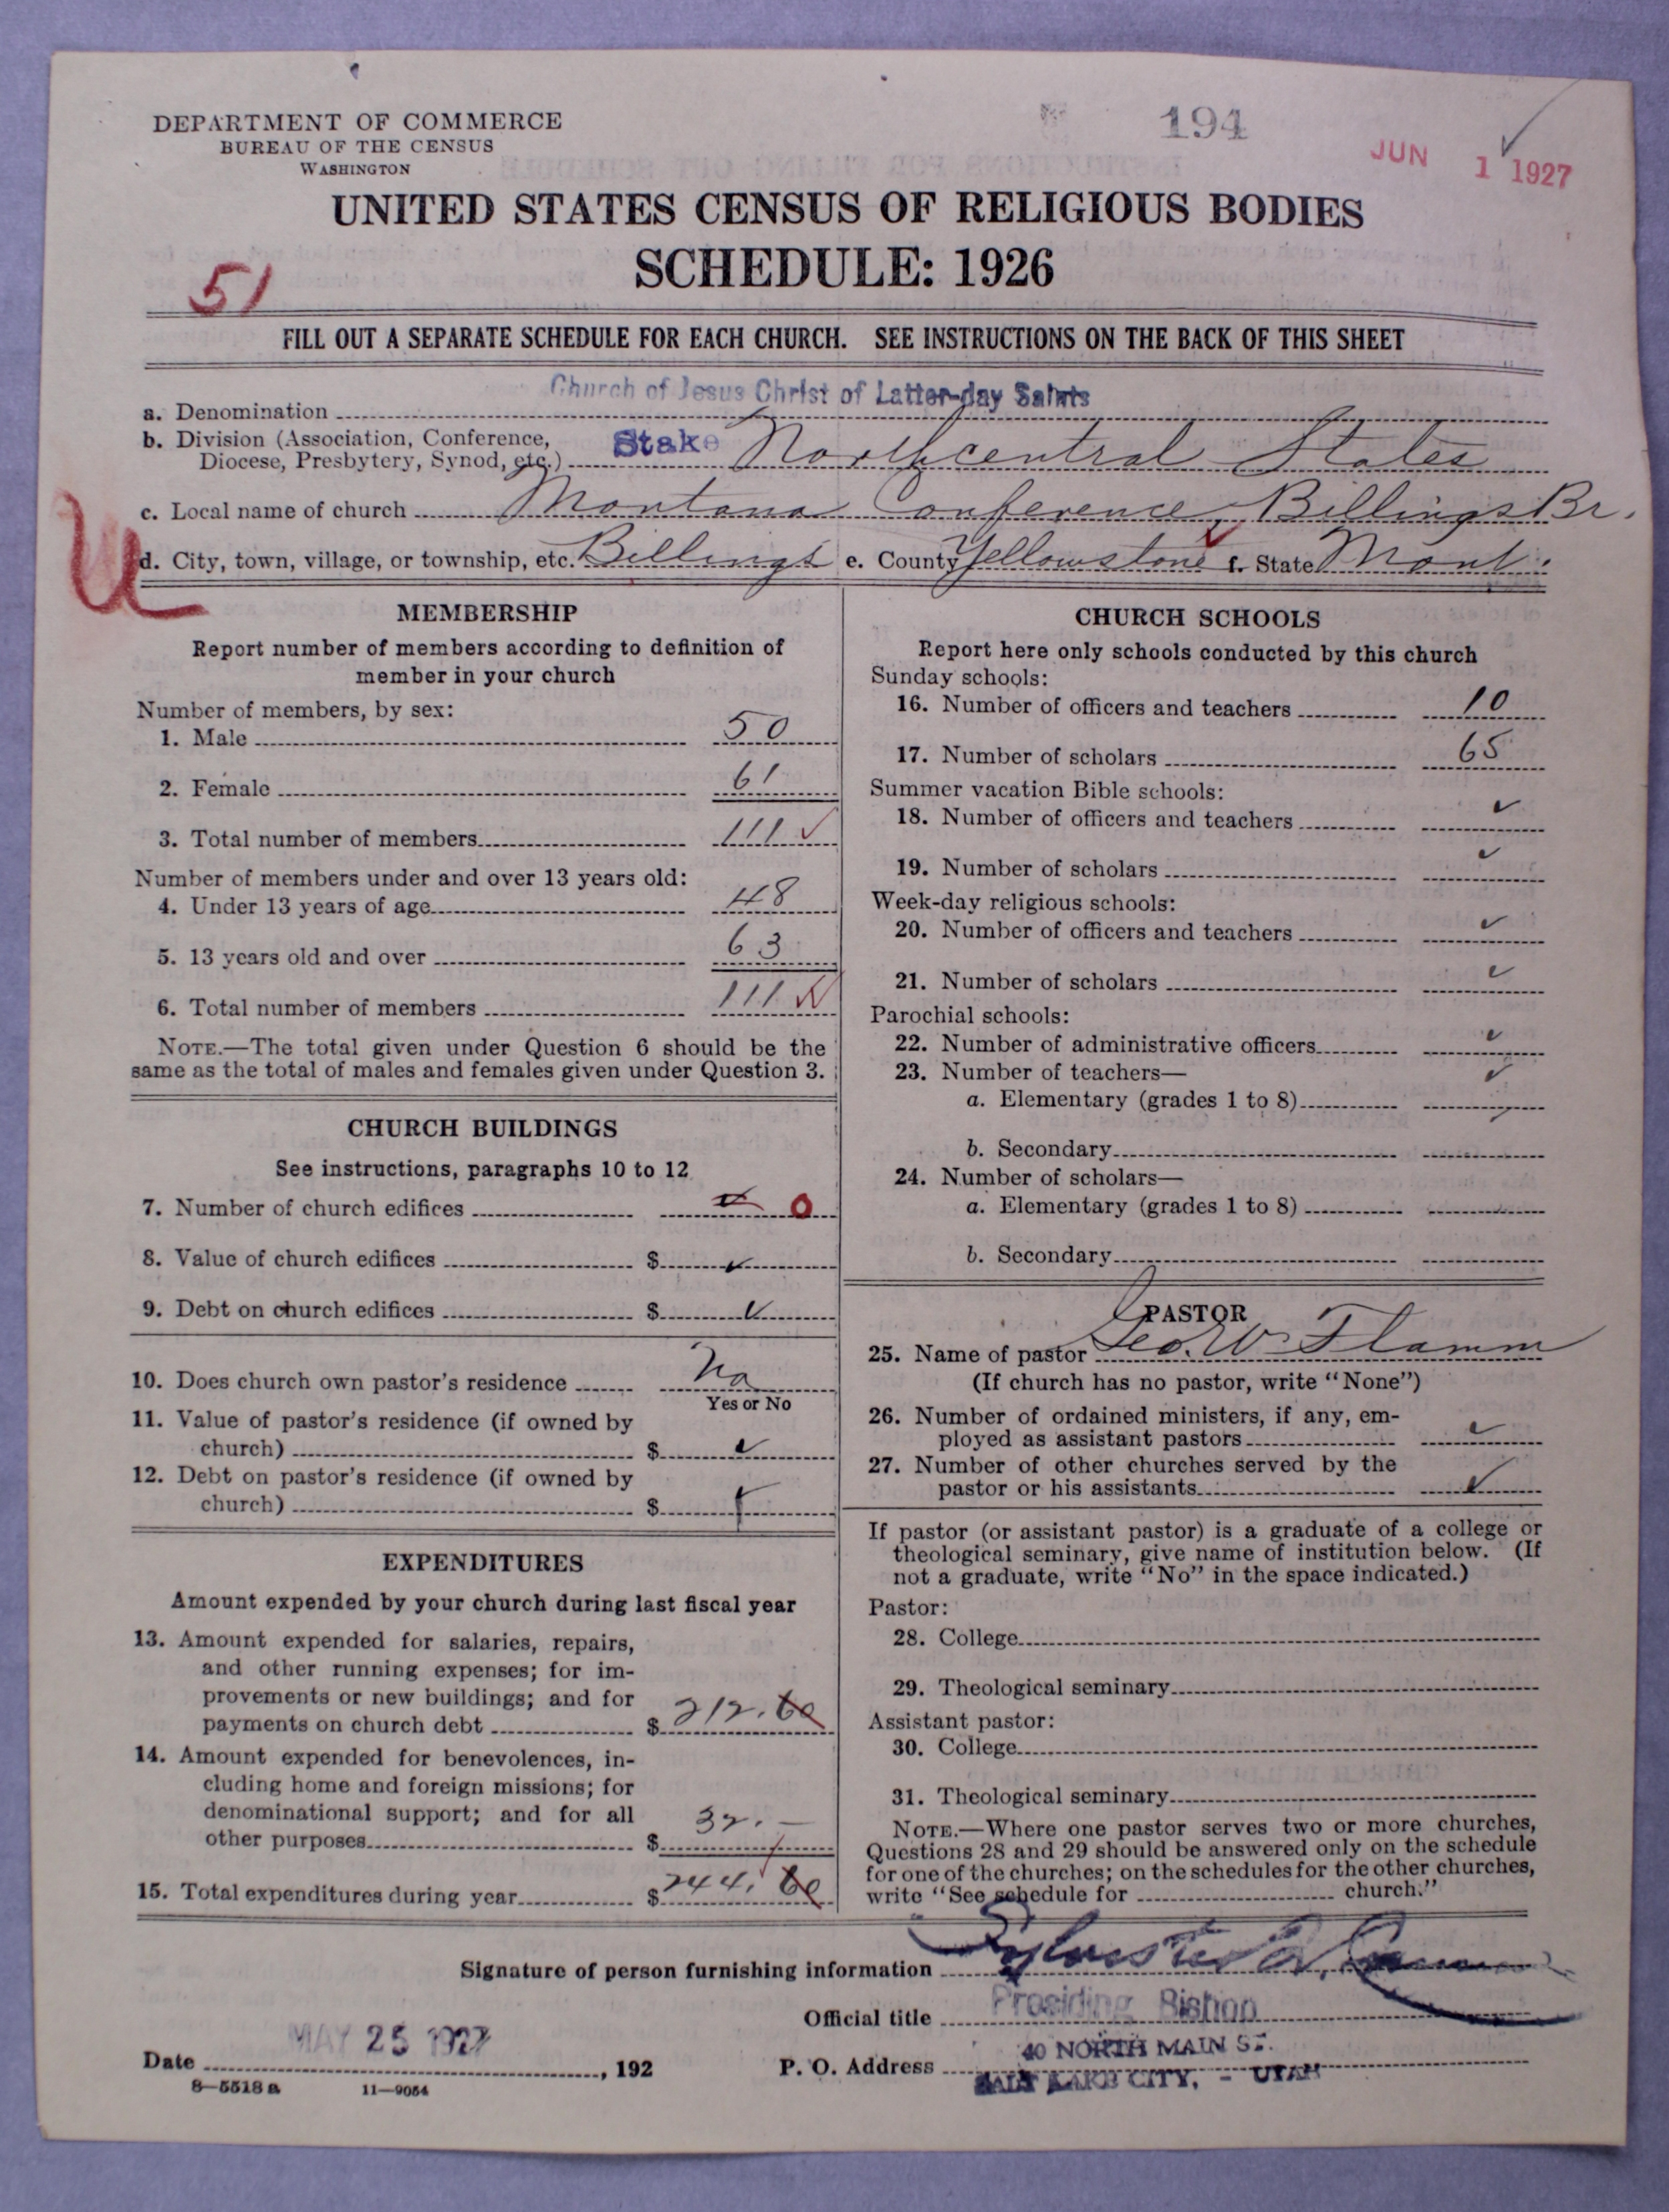 194
JUN 1 1927
DEPARTMENT OF COMMERCE
BUREAU OF THE CENSUS
WASHINGTON
UNITED STATES CENSUS OF RELIGIOUS BODIES
SCHEDULE: 1926
51
FILL OUT A SEPARATE SCHEDULE FOR EACH CHURCH. SEE INSTRUCTIONS ON THE BACK OF THIS SHEET
a. Denomination Church of Jesus Christ of Latter-day Saints
b. Division (Association, Conference,
Diocese, Presbytery, Synod, etc.) Stake Northcentral States
c. Local name of church Montana Conference, Billings Br.
U
d. City, town, village, or township, etc. Billings e. County Yellowstone f. State Mont.
MEMBERSHIP
Report number of members according to definition of
member in your church
Number of members, by sex:
1. Male 50
2. Female 61
3. Total number of members 111 ✓
Number of members under and over 13 years old:
4. Under 13 years of age 48
5. 13 years old and over 63
6. Total number of members 111
NOTE.—The total given under Question 6 should be the
same as the total of males and females given under Question 3.
CHURCH BUILDINGS
See instructions, paragraphs 10 to 12
7. Number of church edifices 0
8. Value of church edifices $ ✓
9. Debt on church edifices $ ✓
10. Does church own pastor's residence No
Yes or No
11. Value of pastor's residence (if owned by
church) $ ✓
12. Debt on pastor's residence (if owned by
church) $ ✓
EXPENDITURES
Amount expended by your church during last fiscal year
13. Amount expended for salaries, repairs,
and other running expenses; for im-
provements or new buildings; and for
payments on church debt $ 212.60
14. Amount expended for benevolences, in-
cluding home and foreign missions; for
denominational support; and for all
other purposes $ 32.—
15. Total expenditures during year $ 244.60
CHURCH SCHOOLS
Report here only schools conducted by this church
Sunday schools:
16. Number of officers and teachers 10
17. Number of scholars 65
Summer vacation Bible schools:
18. Number of officers and teachers ✓
19. Number of scholars ✓
Week-day religious schools:
20. Number of officers and teachers ✓
21. Number of scholars ✓
Parochial schools:
22. Number of administrative officers ✓
23. Number of teachers— ✓
a. Elementary (grades 1 to 8)
b. Secondary
24. Number of scholars—
a. Elementary (grades 1 to 8)
b. Secondary
PASTOR
25. Name of pastor Geo. W. Flamm
(If church has no pastor, write "None")
26. Number of ordained ministers, if any, em-
ployed as assistant pastors ✓
27. Number of other churches served by the
pastor or his assistants ✓
If pastor (or assistant pastor) is a graduate of a college or
theological seminary, give name of institution below. (If
not a graduate, write "No" in the space indicated.)
Pastor:
28. College
29. Theological seminary
Assistant pastor:
30. College
31. Theological seminary
NOTE.—Where one pastor serves two or more churches,
Questions 28 and 29 should be answered only on the schedule
for one of the churches; on the schedules for the other churches,
write "See schedule for church."
Signature of person furnishing information Sylvester Q. Cannon
Official title Presiding Bishop
Date MAY 25 1927, 192
P. O. Address 40 NORTH MAIN ST.
SALT LAKE CITY, - UTAH
8—5518 a 11—9054